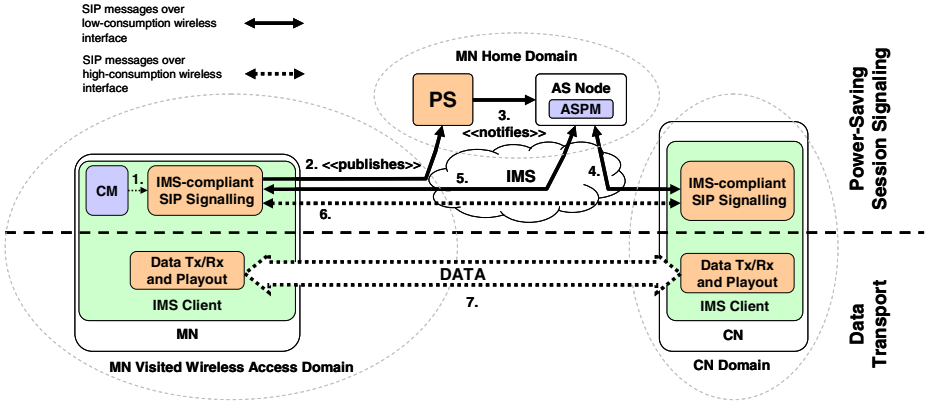 SIP messages over
low-consumption wireless
interface
SIP messages over
high-consumption wireless
interface
MN Home Domain
PS
AS Node
ASPM
3.
<<notifies>>
2. <<publishes>>
IMS
4.
5.
6.
CM
1.
IMS-compliant
SIP Signalling
IMS-compliant
SIP Signalling
Power-Saving
Session Signaling
Data Tx/Rx
and Playout
IMS Client
MN
MN Visited Wireless Access Domain
DATA
7.
Data Tx/Rx
and Playout
IMS Client
CN
CN Domain
Data
Transport